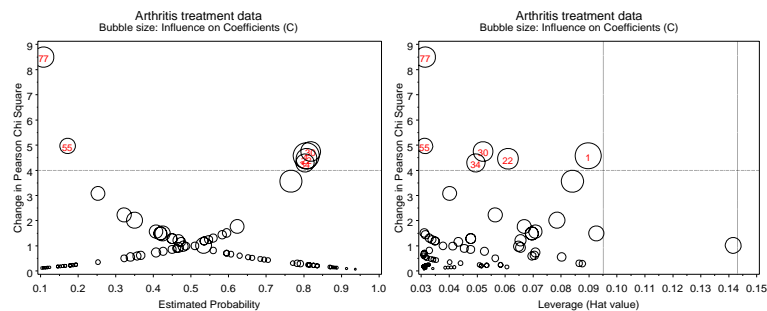 Arthritis treatment data
Bubble size: Influence on Coefficients (C)
Change in Pearson Chi Square
9
8
7
6
5
4
3
2
1
0
77
55
0.1 0.2 0.3 0.4 0.5 0.6 0.7 0.8 0.9 1.0
Estimated Probability
Arthritis treatment data
Bubble size: Influence on Coefficients (C)
Change in Pearson Chi Square
9
8
7
6
5
4
3
2
1
0
77
55
30
34
22
1
0.03 0.04 0.05 0.06 0.07 0.08 0.09 0.10 0.11 0.12 0.13 0.14 0.15
Leverage (Hat value)